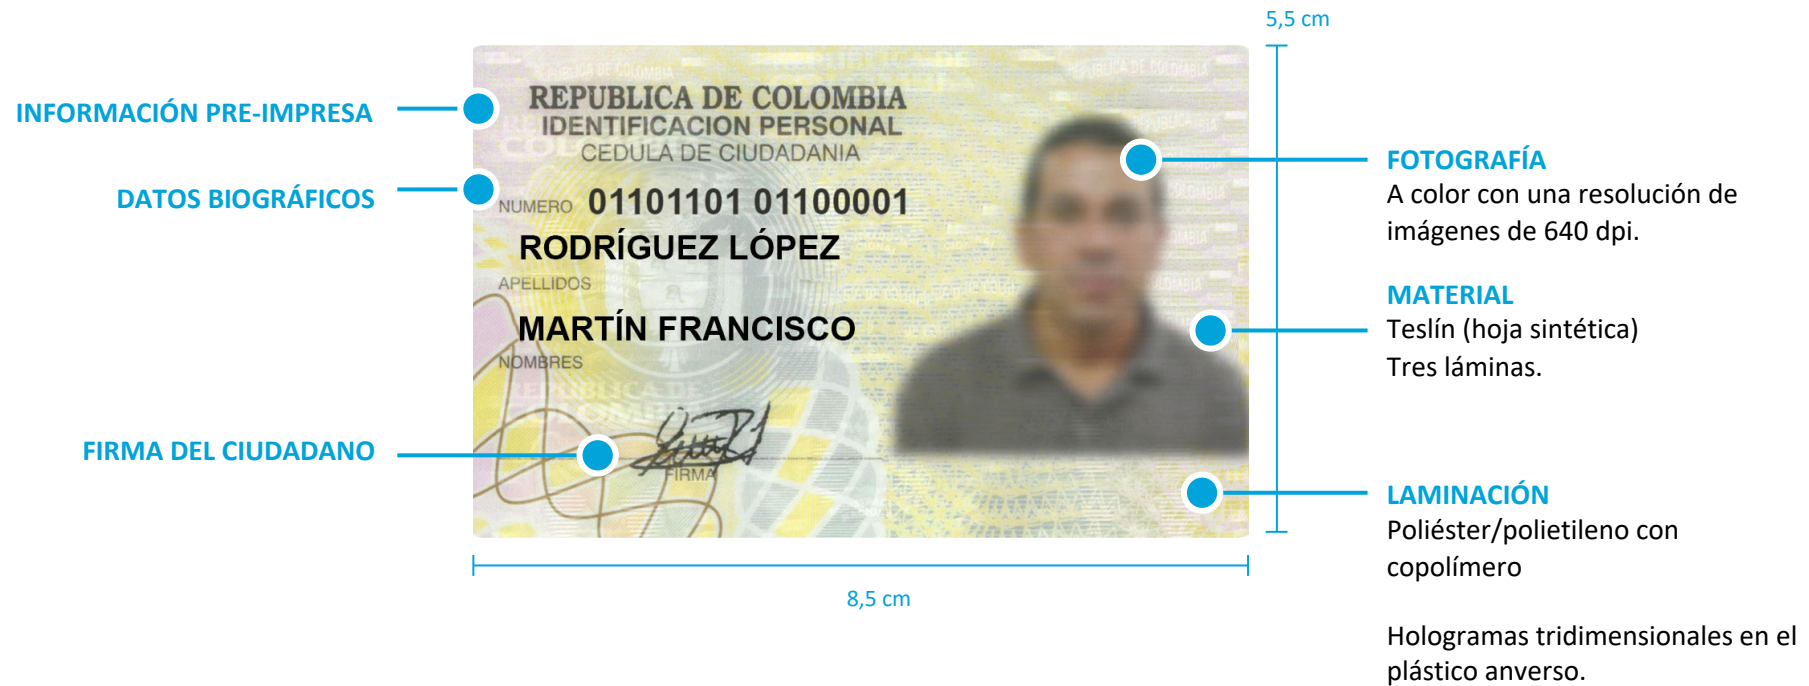 5,5 cm
INFORMACIÓN PRE-IMPRESA
DATOS BIOGRÁFICOS
FIRMA DEL CIUDADANO
REPUBLICA DE COLOMBIA
IDENTIFICACION PERSONAL
CEDULA DE CIUDADANIA
NUMERO 01101101 01100001
RODRÍGUEZ LÓPEZ
APELLIDOS
MARTÍN FRANCISCO
NOMBRES
FIRMA
8,5 cm
FOTOGRAFÍA
A color con una resolución de
imágenes de 640 dpi.
MATERIAL
Teslín (hoja sintética)
Tres láminas.
LAMINACIÓN
Poliéster/polietileno con
copolímero
Hologramas tridimensionales en el
plástico anverso.